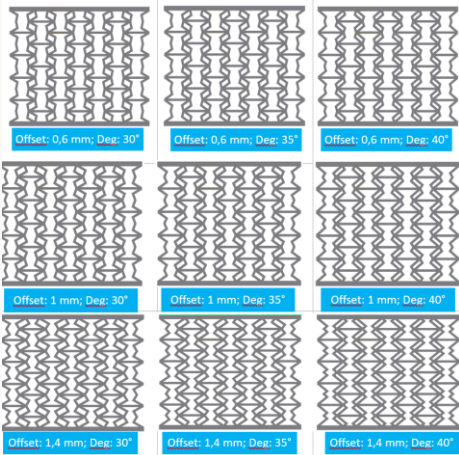 Offset: 0,6 mm; Deg: 30°
Offset: 0,6 mm; Deg: 35°
Offset: 0,6 mm; Deg: 40°
Offset: 1 mm; Deg: 30°
Offset: 1 mm; Deg: 35°
Offset: 1 mm; Deg: 40°
Offset: 1,4 mm; Deg: 30°
Offset: 1,4 mm; Deg: 35°
Offset: 1,4 mm; Deg: 40°